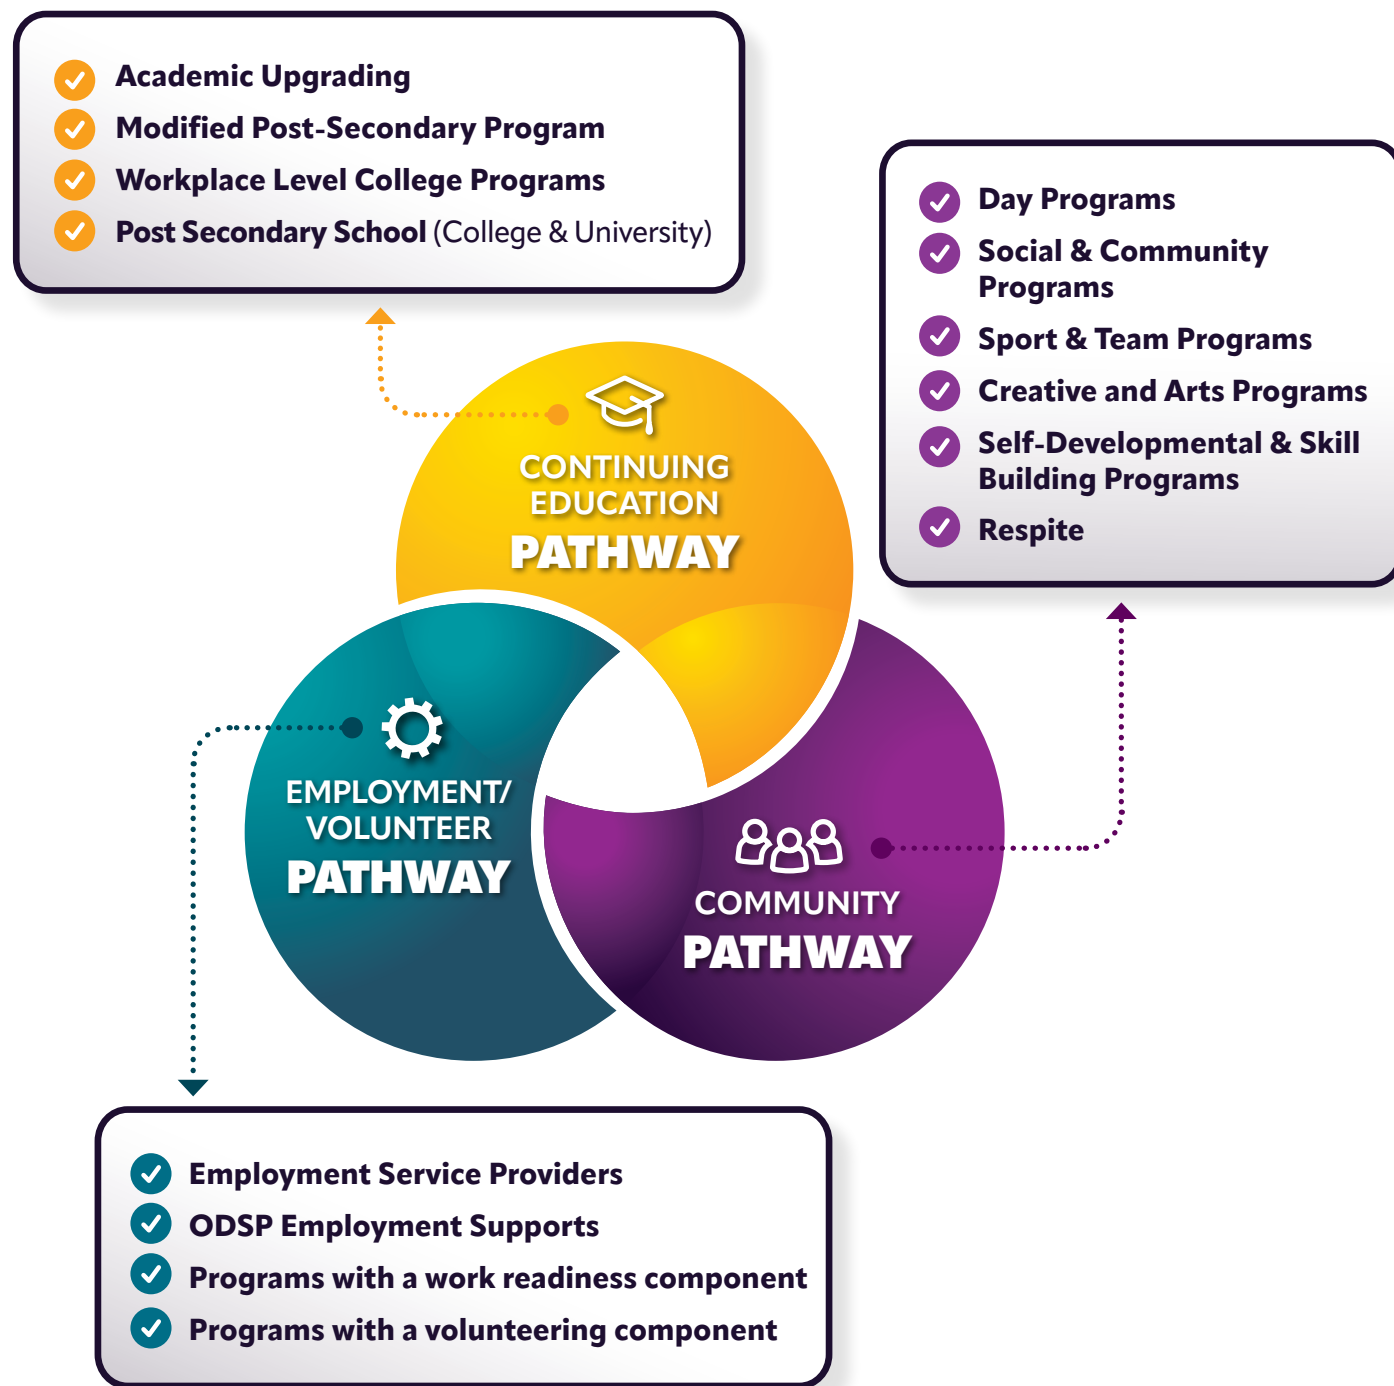 Academic Upgrading
Modified Post-Secondary Program
Workplace Level College Programs
Post Secondary School (College & University)
Day Programs
Social & Community
Programs
Sport & Team Programs
Creative and Arts Programs
Self-Developmental & Skill
Building Programs
Respite
CONTINUING
EDUCATION
PATHWAY
EMPLOYMENT/
VOLUNTEER
PATHWAY
COMMUNITY
PATHWAY
Employment Service Providers
ODSP Employment Supports
Programs with a work readiness component
Programs with a volunteering component